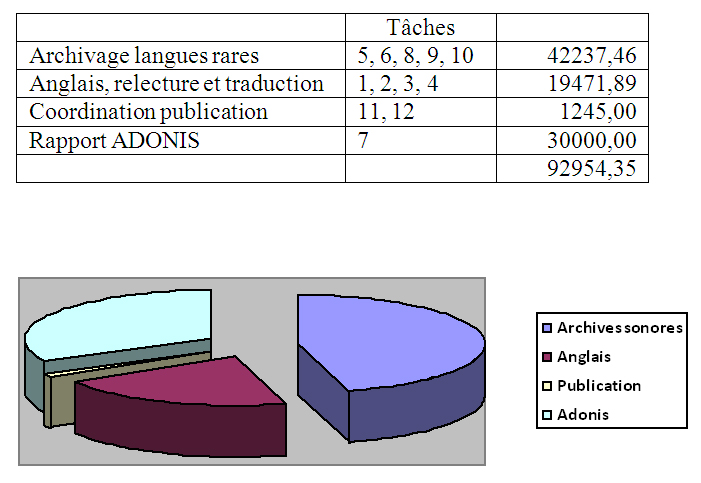 Tâches
Archivage langues rares 5, 6, 8, 9, 10 42237,46
Anglais, relecture et traduction 1, 2, 3, 4 19471,89
Coordination publication 11, 12 1245,00
Rapport ADONIS 7 30000,00
92954,35
Archives sonores
Anglais
Publication
Adonis